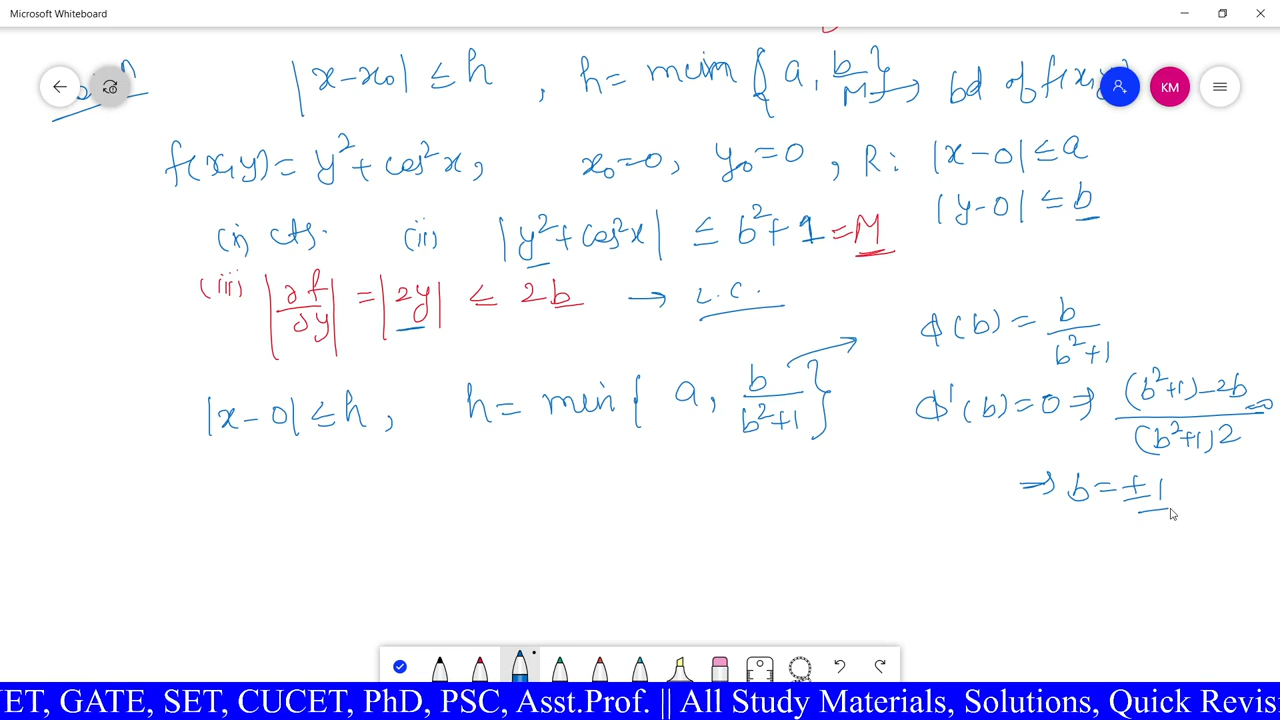 Microsoft Whiteboard
|x-x₀| ≤ h , h = min { a, b/M } → bd of f(x,y)
f(x,y) = y² + cos²x, x₀=0, y₀=0, R: |x-0| ≤ a
|y-0| ≤ b
(i) cts. (ii) |y² + cos²x| ≤ b² + 1 = M
(iii) |∂f/∂y| = |2y| ≤ 2b → L.C.
φ(b) = b/(b²+1)
|x-0| ≤ h, h = min { a, b/(b²+1) }
φ'(b) = 0 ⇒ ((b²+1)-2b)/(b²+1)2 =0
⇒ b = ±1
KM
NET, GATE, SET, CUCET, PhD, PSC, Asst.Prof. || All Study Materials, Solutions, Quick Revis